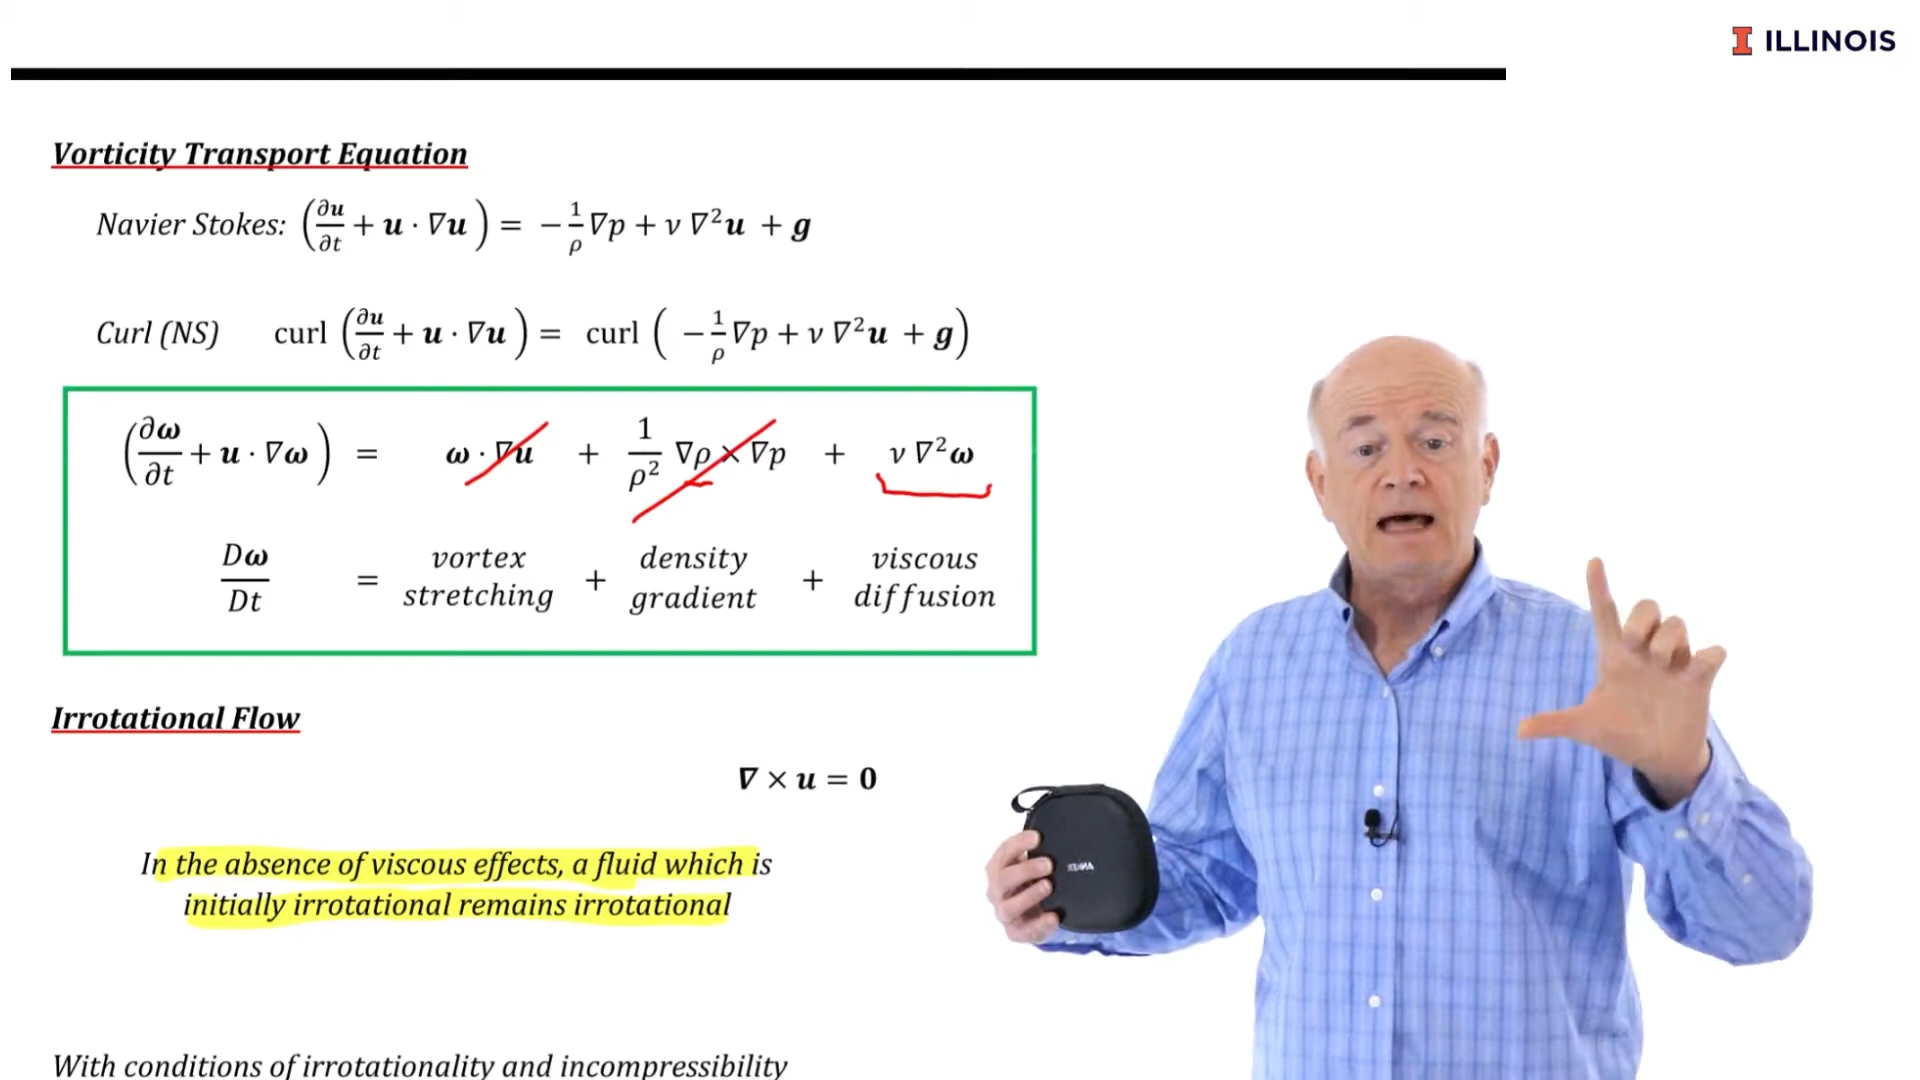 I ILLINOIS
Vorticity Transport Equation
Navier Stokes: (∂u/∂t + u · ∇u) = −1/ρ ∇p + ν ∇²u + g
Curl (NS) curl (∂u/∂t + u · ∇u) = curl ( −1/ρ ∇p + ν ∇²u + g)
(∂ω/∂t + u · ∇ω) = ω · ∇u + 1/ρ² ∇ρ × ∇p + ν ∇²ω
Dω/Dt = vortex stretching + density gradient + viscous diffusion
Irrotational Flow
∇ × u = 0
In the absence of viscous effects, a fluid which is
initially irrotational remains irrotational
With conditions of irrotationality and incompressibility